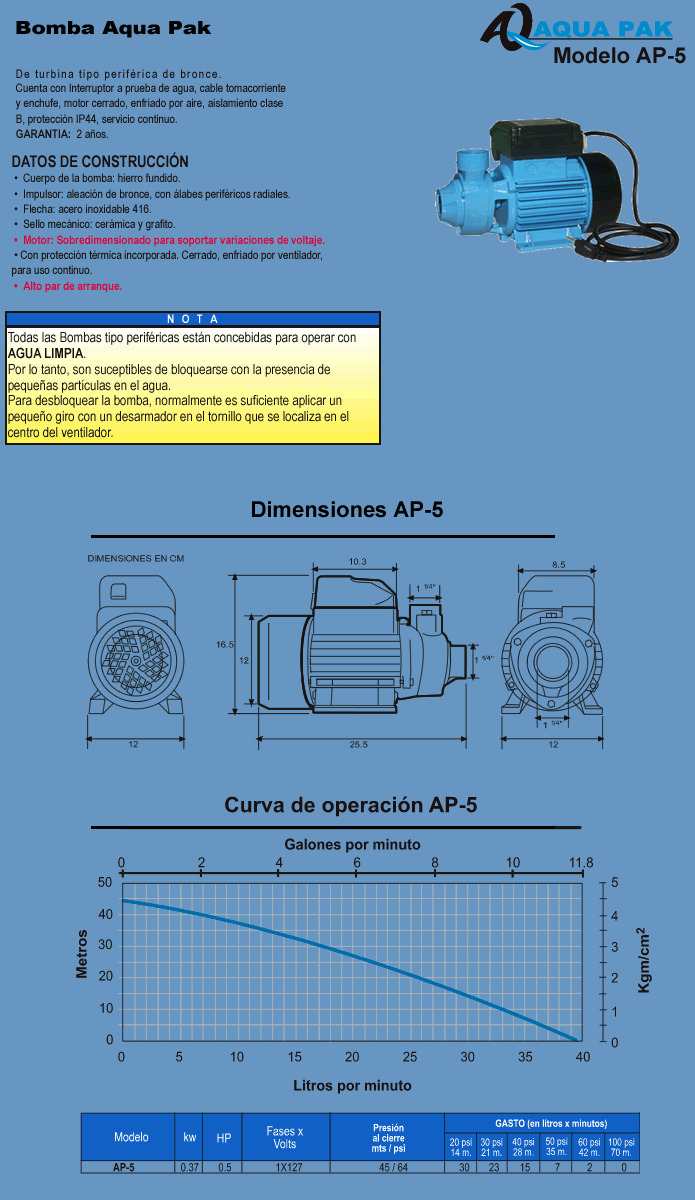 Bomba Aqua Pak
AQUA PAK
Modelo AP-5
De turbina tipo periférica de bronce.
Cuenta con Interruptor a prueba de agua, cable tomacorriente
y enchufe, motor cerrado, enfriado por aire, aislamiento clase
B, protección IP44, servicio continuo.
GARANTIA: 2 años.
DATOS DE CONSTRUCCIÓN
• Cuerpo de la bomba: hierro fundido.
• Impulsor: aleación de bronce, con álabes periféricos radiales.
• Flecha: acero inoxidable 416.
• Sello mecánico: cerámica y grafito.
• Motor: Sobredimensionado para soportar variaciones de voltaje.
• Con protección térmica incorporada. Cerrado, enfriado por ventilador,
para uso continuo.
• Alto par de arranque.
N O T A
Todas las Bombas tipo periféricas están concebidas para operar con
AGUA LIMPIA.
Por lo tanto, son suceptibles de bloquearse con la presencia de
pequeñas partículas en el agua.
Para desbloquear la bomba, normalmente es suficiente aplicar un
pequeño giro con un desarmador en el tornillo que se localiza en el
centro del ventilador.
Dimensiones AP-5
DIMENSIONES EN CM
10.3
8.5
1 1/4"
16.5
12
1 1/4"
1 1/4"
12
25.5
12
Curva de operación AP-5
Galones por minuto
0 2 4 6 8 10 11.8
50 5
40 4
30 3
20 2
10 1
0 0
Metros
Kgm/cm2
0 5 10 15 20 25 30 35 40
Litros por minuto
Modelo kw HP Fases x Volts Presión al cierre mts / psi GASTO (en litros x minutos)
20 psi 30 psi 40 psi 50 psi 60 psi 100 psi
14 m. 21 m. 28 m. 35 m. 42 m. 70 m.
AP-5 0.37 0.5 1X127 45 / 64 30 23 15 7 2 0